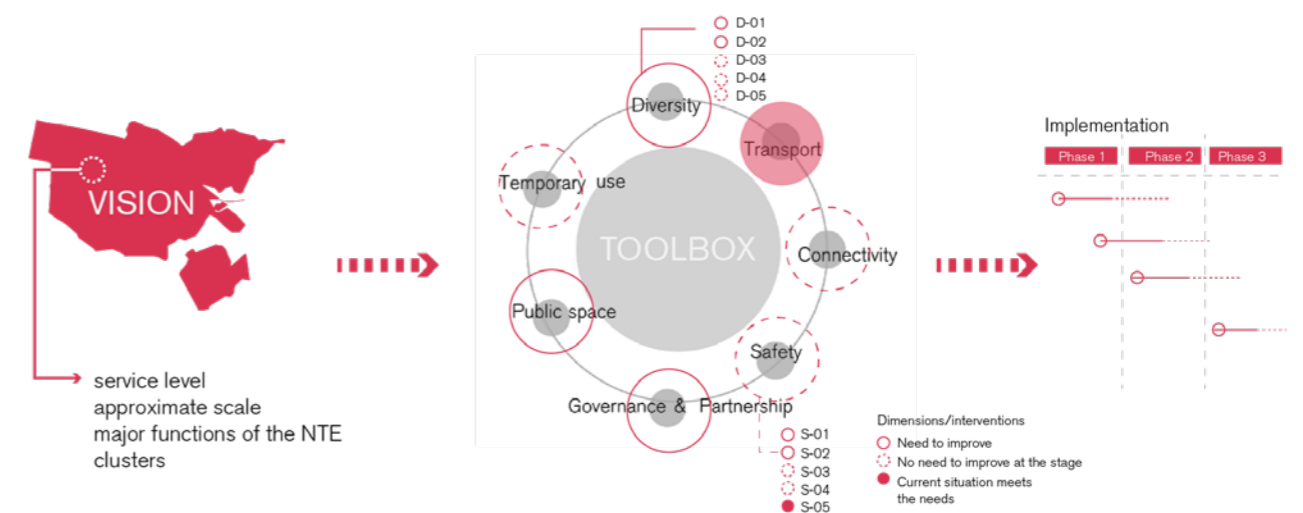 VISION
service level
approximate scale
major functions of the NTE
clusters
D-01
D-02
D-03
D-04
D-05
Diversity
Transport
Temporary use
TOOLBOX
Connectivity
Public space
Safety
Governance & Partnership
S-01
S-02
S-03
S-04
S-05
Dimensions/interventions
Need to improve
No need to improve at the stage
Current situation meets
the needs
Implementation
Phase 1 Phase 2 Phase 3